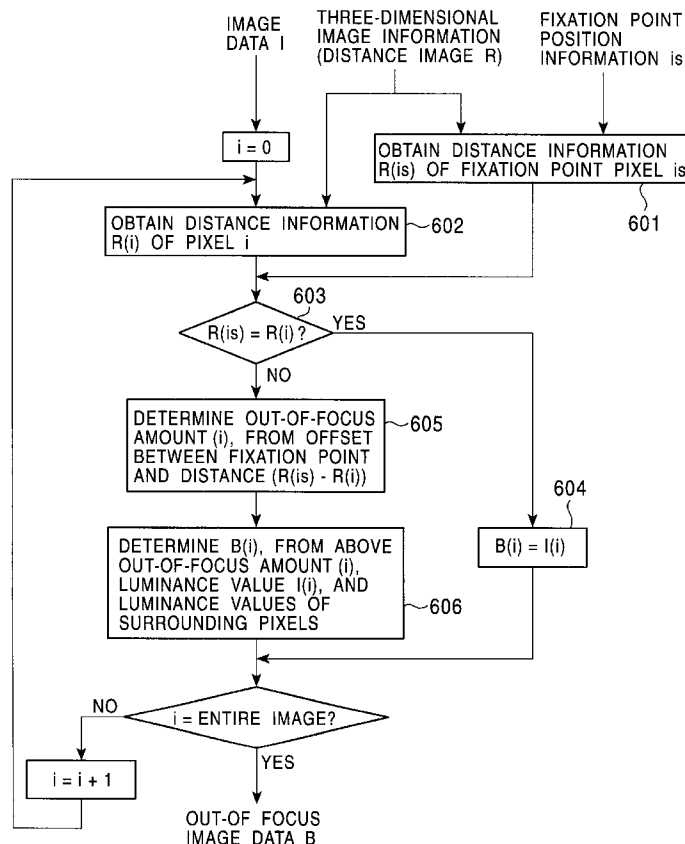 IMAGE
DATA I
THREE-DIMENSIONAL
IMAGE INFORMATION
(DISTANCE IMAGE R)
FIXATION POINT
POSITION
INFORMATION is
i = 0
OBTAIN DISTANCE INFORMATION
R(is) OF FIXATION POINT PIXEL is
601
OBTAIN DISTANCE INFORMATION
R(i) OF PIXEL i
602
603
R(is) = R(i) ?
YES
NO
DETERMINE OUT-OF-FOCUS
AMOUNT (i), FROM OFFSET
BETWEEN FIXATION POINT
AND DISTANCE (R(is) - R(i))
605
604
B(i) = I(i)
DETERMINE B(i), FROM ABOVE
OUT-OF-FOCUS AMOUNT (i),
LUMINANCE VALUE I(i), AND
LUMINANCE VALUES OF
SURROUNDING PIXELS
606
NO
i = ENTIRE IMAGE?
YES
i = i + 1
OUT-OF FOCUS
IMAGE DATA B